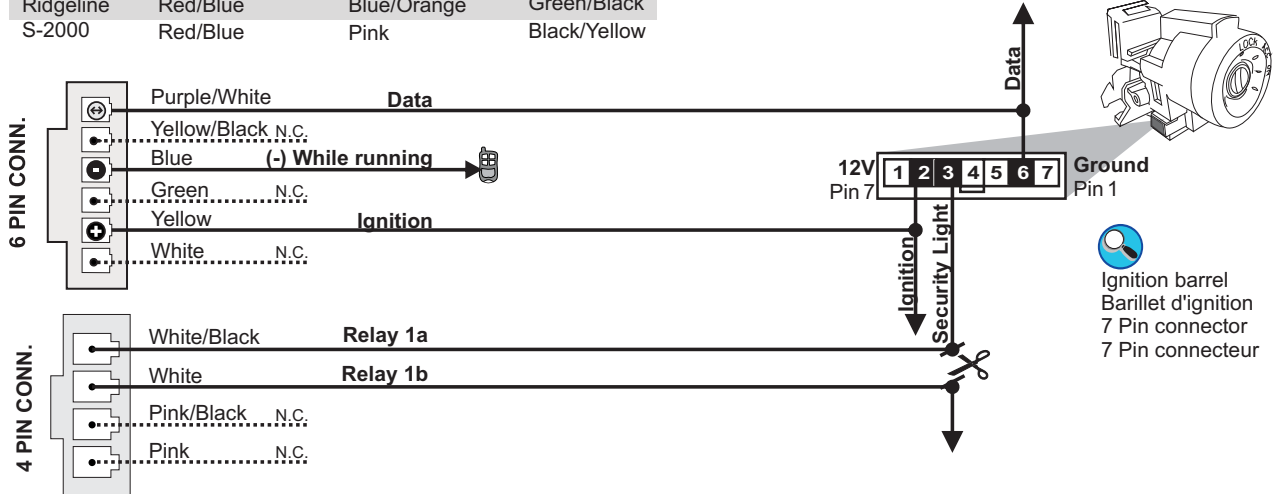 Ridgeline Red/Blue Blue/Orange Green/Black
S-2000 Red/Blue Pink Black/Yellow
6 PIN CONN.
Purple/White Data
Yellow/Black N.C.
Blue (-) While running
Green N.C.
Yellow Ignition
White N.C.
4 PIN CONN.
White/Black Relay 1a
White Relay 1b
Pink/Black N.C.
Pink N.C.
Data
12V
Pin 7
1 2 3 4 5 6 7
Ground
Pin 1
Ignition
Security Light
LOCK ACC ON
Ignition barrel
Barillet d'ignition
7 Pin connector
7 Pin connecteur